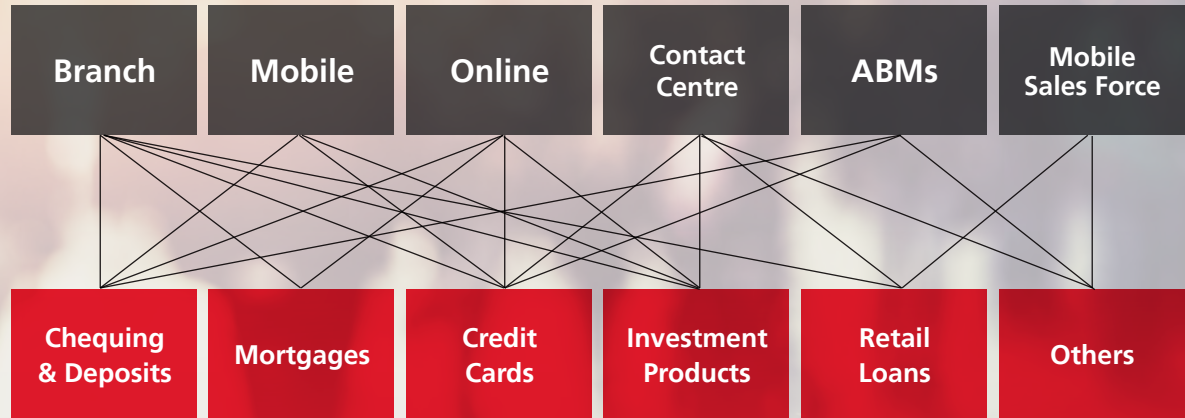 Branch
Mobile
Online
Contact
Centre
ABMs
Mobile
Sales Force
Chequing
& Deposits
Mortgages
Credit
Cards
Investment
Products
Retail
Loans
Others